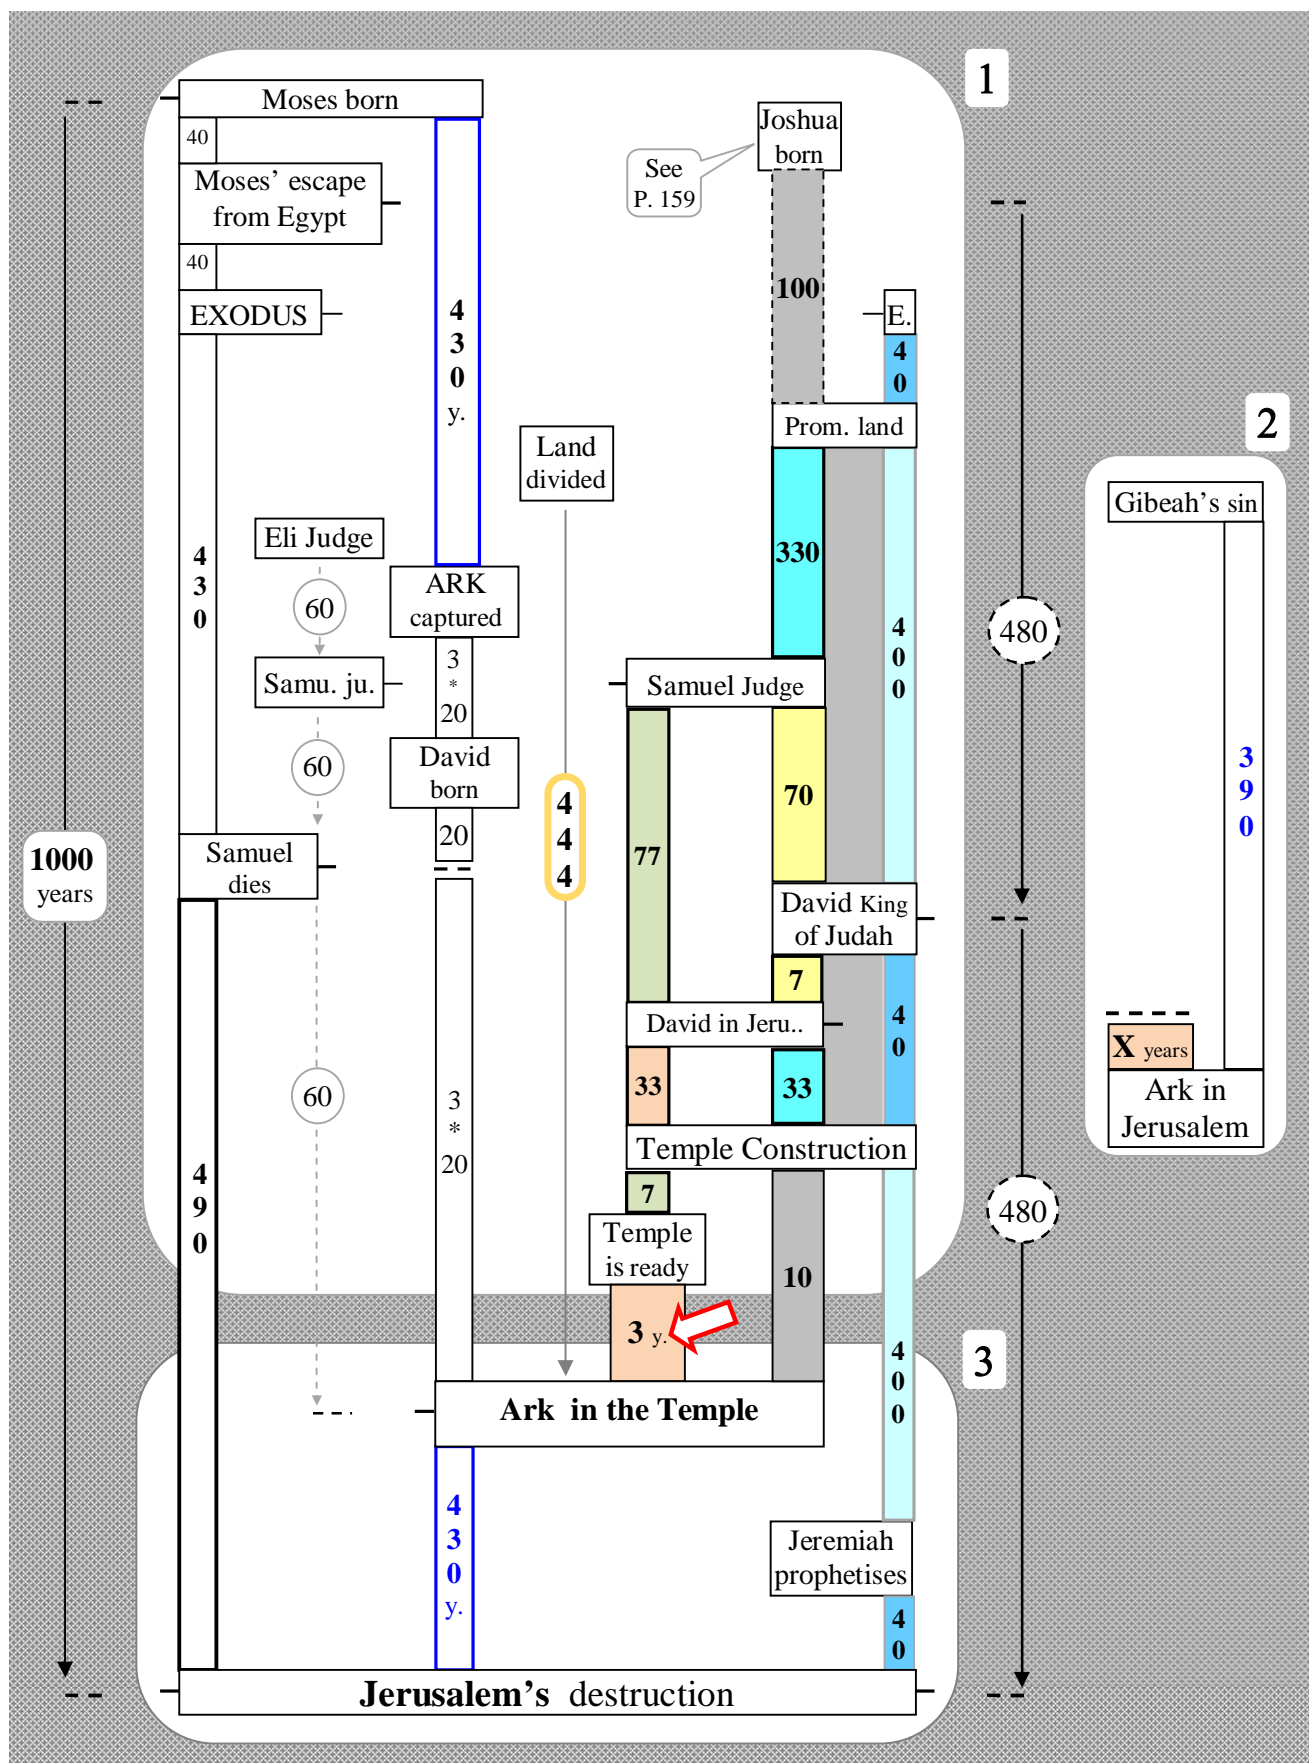 1
Moses born
40
Moses’ escape
from Egypt
40
EXODUS
4
3
0
4
9
0
4
3
0
y.
Eli Judge
60
Samu. ju.
60
60
Samuel
dies
ARK
captured
3
*
20
David
born
20
3
*
20
Land
divided
4
4
4
See
P. 159
Joshua
born
100
E.
4
0
Prom. land
330
4
0
0
Samuel Judge
77
70
David King
of Judah
7
4
0
David in Jeru..
33
33
Temple Construction
7
Temple
is ready
3 y.
10
4
0
0
Ark in the Temple
4
3
0
y.
Jeremiah
prophetises
4
0
Jerusalem’s destruction
1000
years
480
480
2
Gibeah’s sin
3
9
0
X years
Ark in
Jerusalem
3